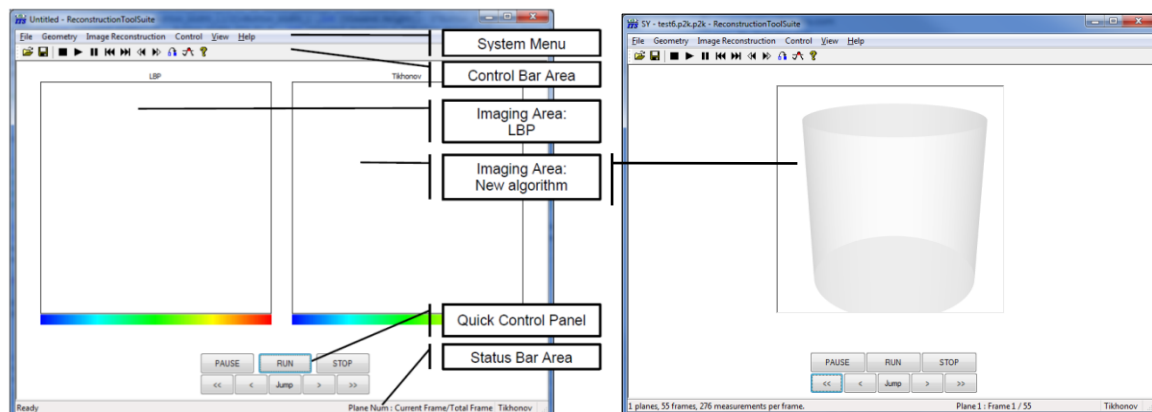 Untitled - ReconstructionToolSuite
File Geometry Image Reconstruction Control View Help
LBP
Tikhonov
System Menu
Control Bar Area
Imaging Area:
LBP
Imaging Area:
New algorithm
Quick Control Panel
Status Bar Area
PAUSE RUN STOP
<< < Jump > >>
Ready
Plane Num : Current Frame/Total Frame Tikhonov
SY - test6.p2k.p2k - ReconstructionToolSuite
File Geometry Image Reconstruction Control View Help
PAUSE RUN STOP
<< < Jump > >>
1 planes, 55 frames, 276 measurements per frame.
Plane 1 : Frame 1 / 55
Tikhonov